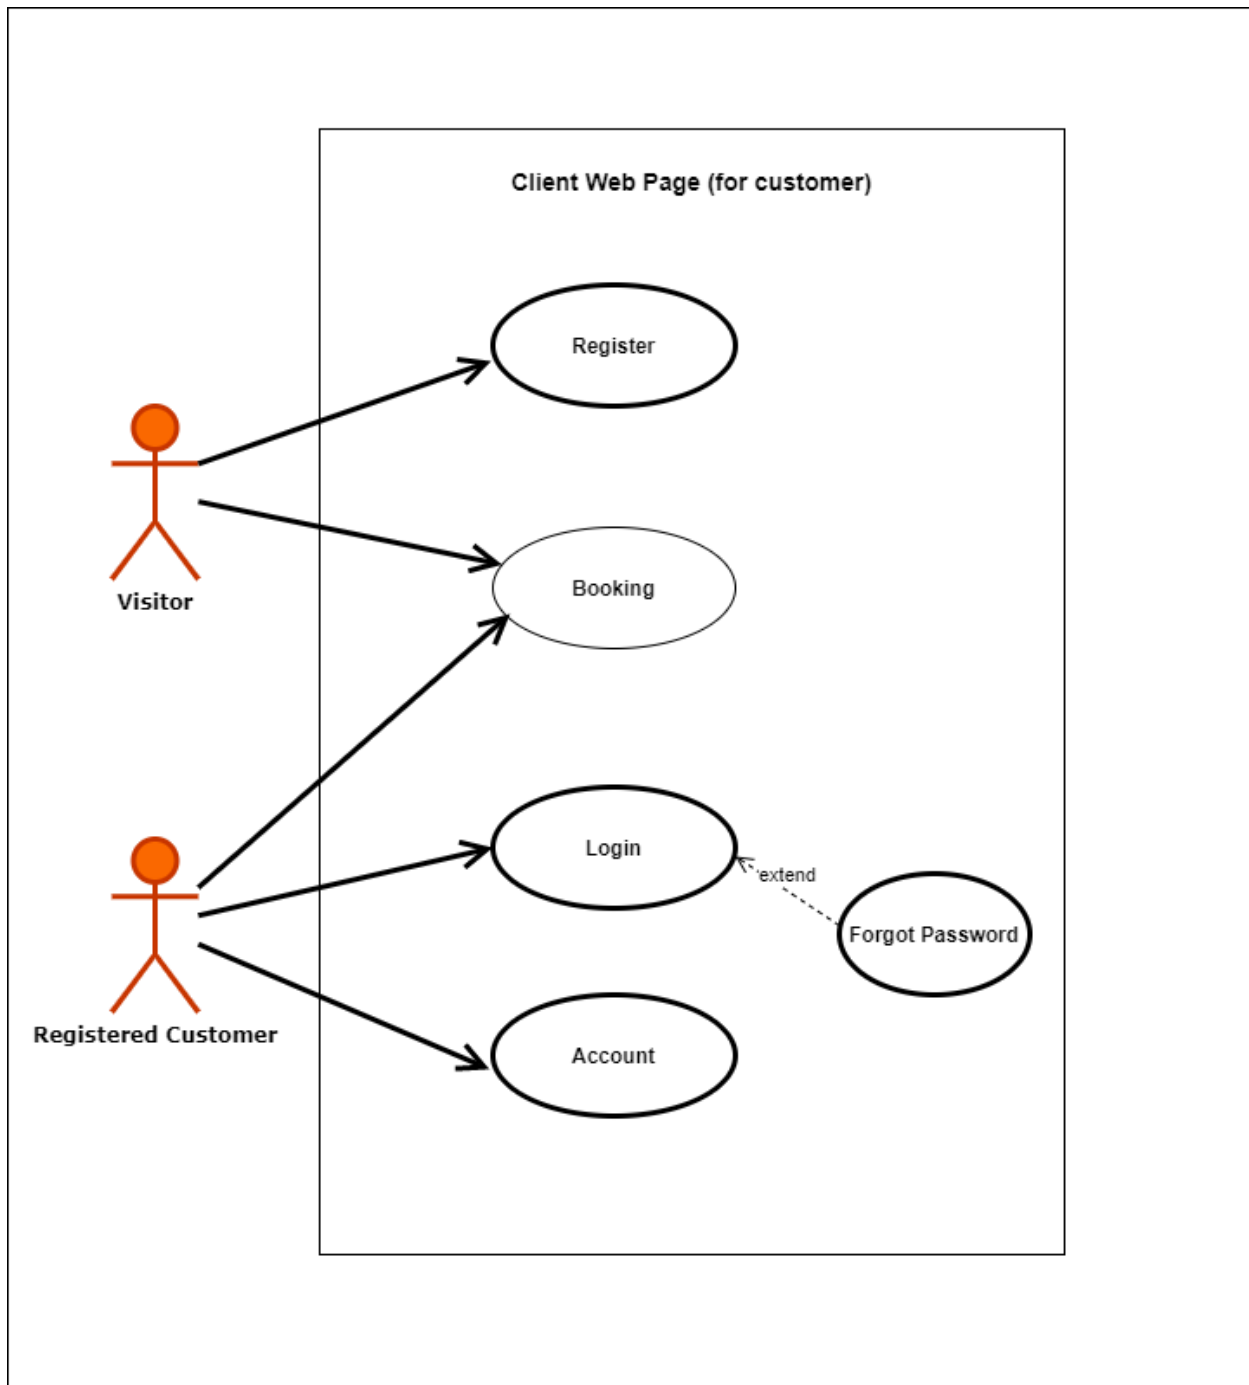 Client Web Page (for customer)
Register
Visitor
Booking
Login
extend
Forgot Password
Registered Customer
Account